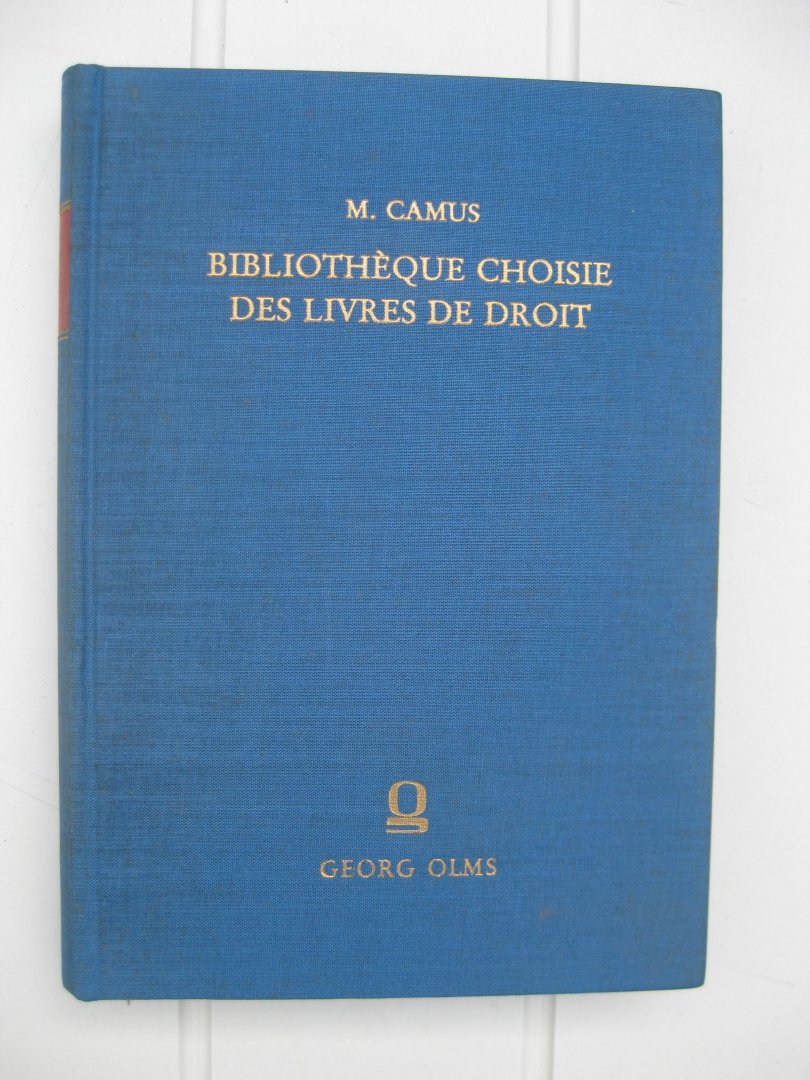 M. CAMUS
BIBLIOTHÈQUE CHOISIE
DES LIVRES DE DROIT
GEORG OLMS